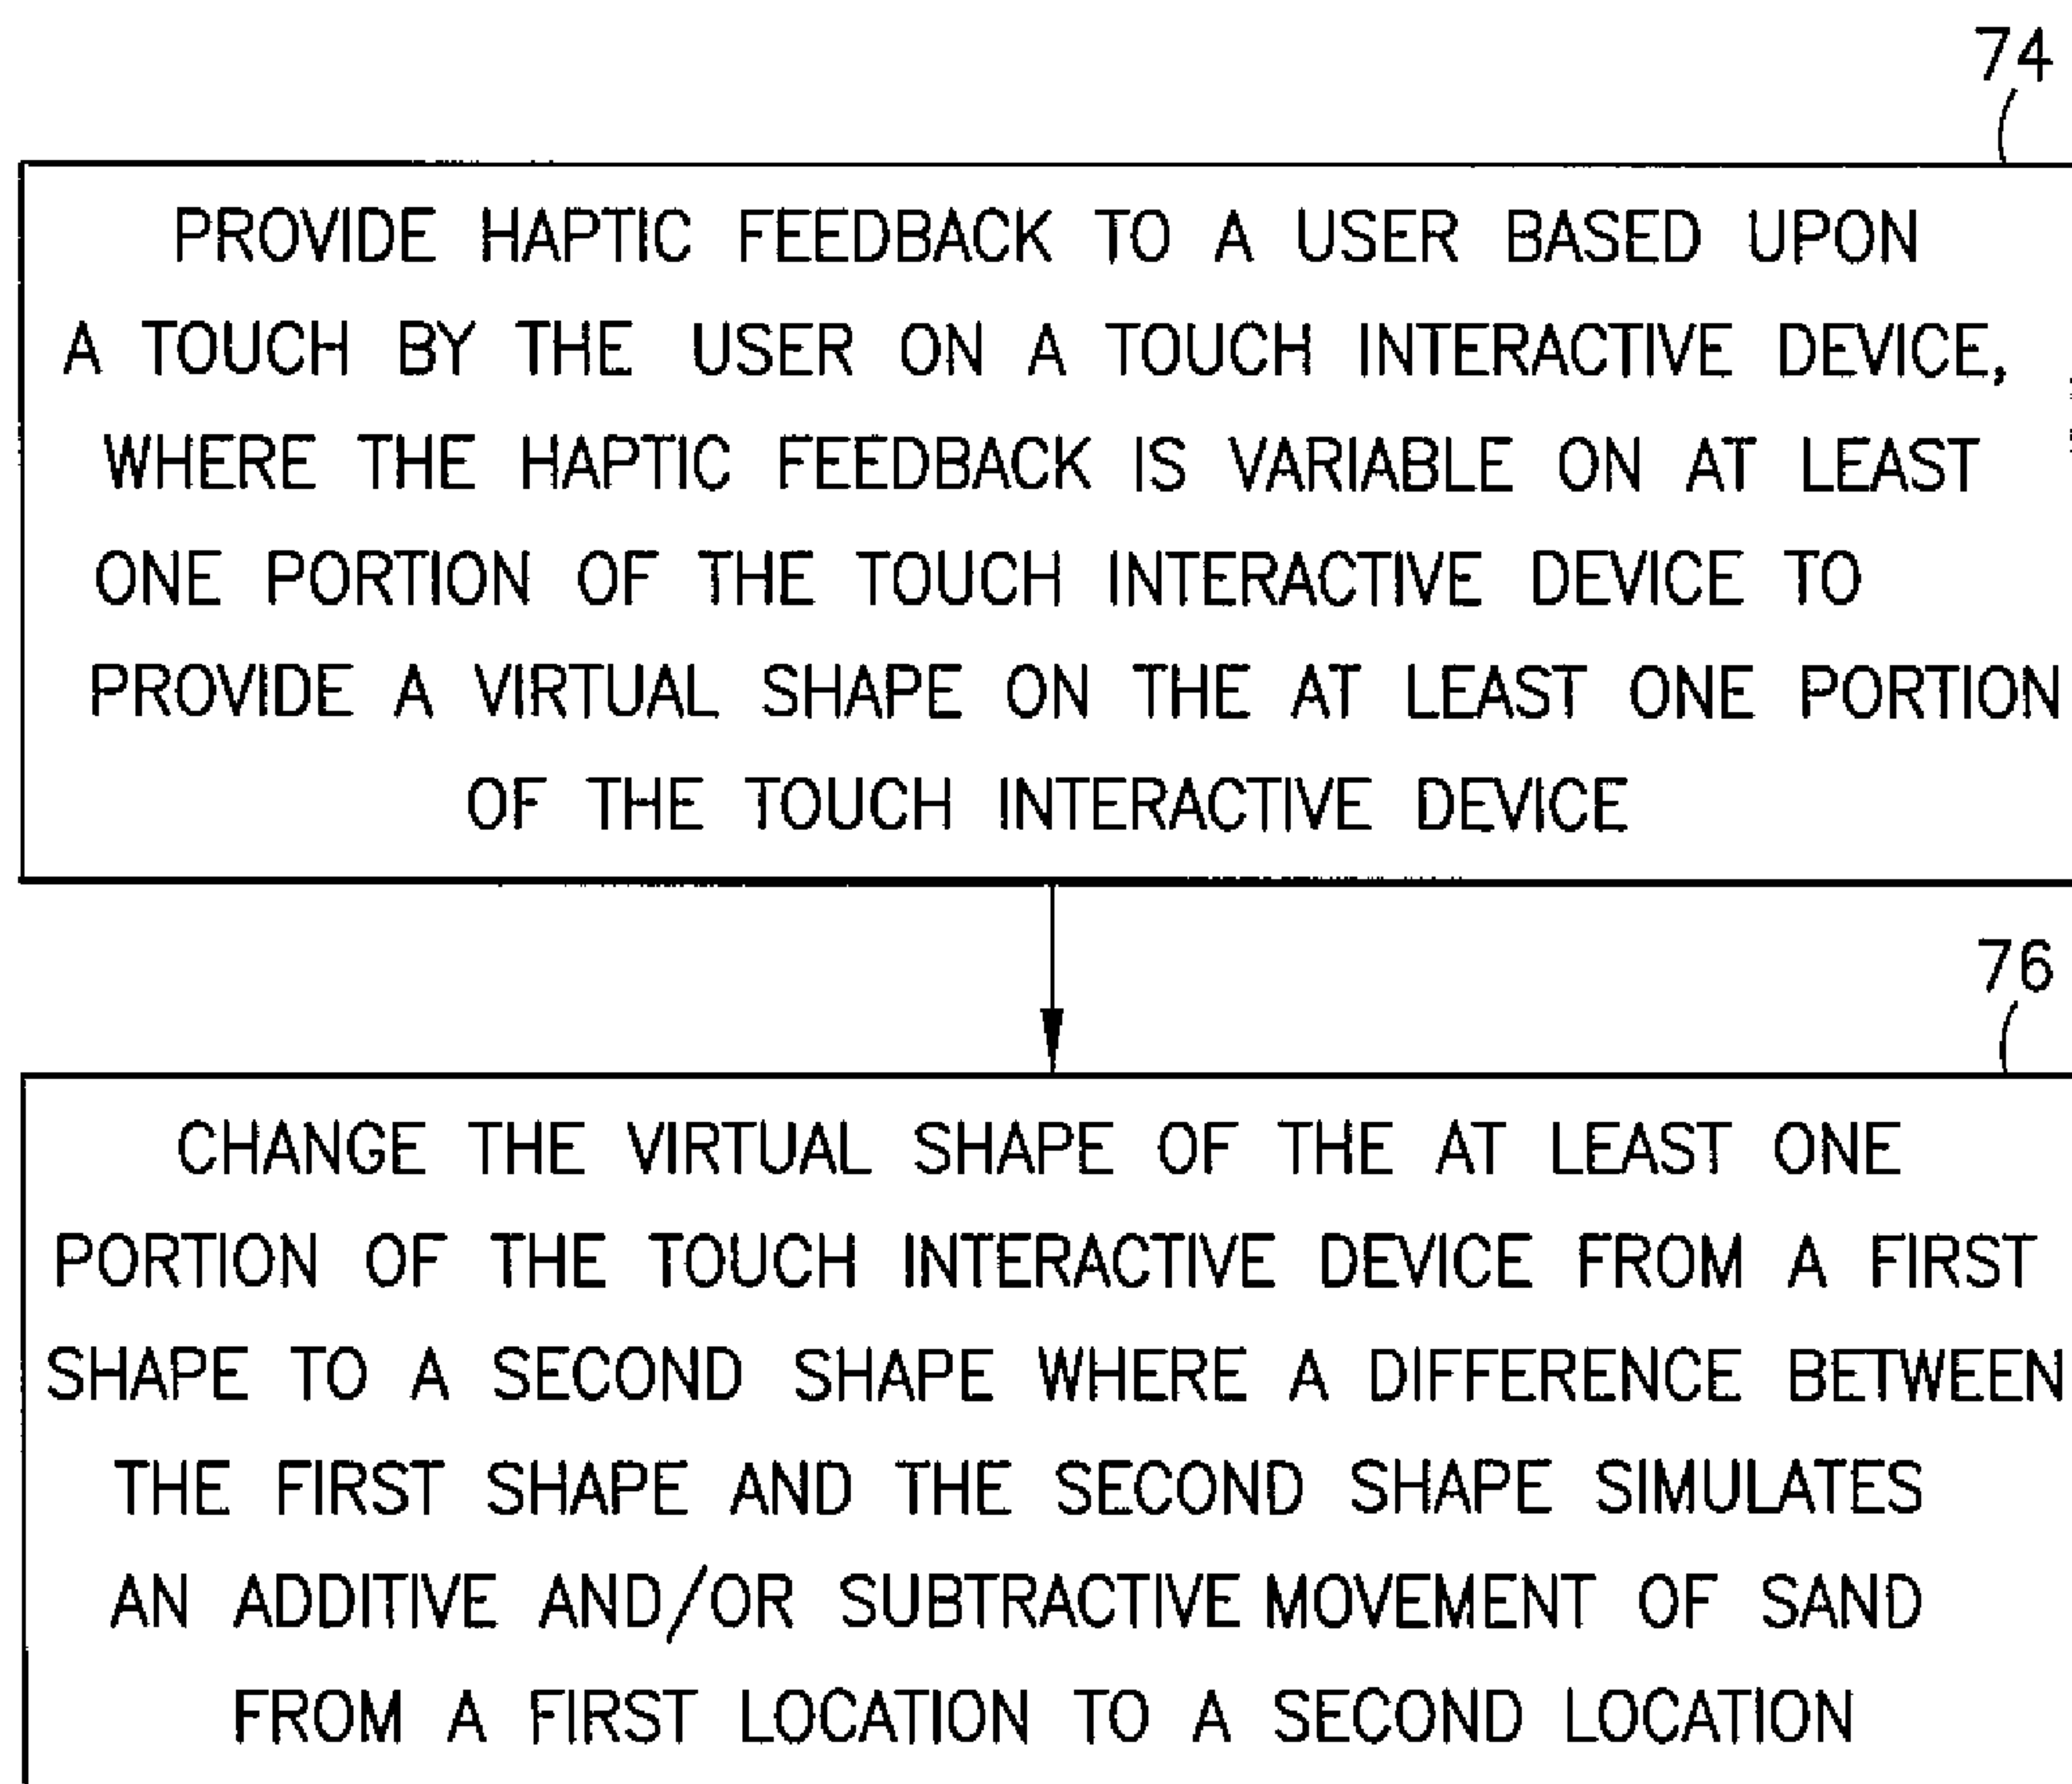 74
PROVIDE HAPTIC FEEDBACK TO A USER BASED UPON
A TOUCH BY THE USER ON A TOUCH INTERACTIVE DEVICE,
WHERE THE HAPTIC FEEDBACK IS VARIABLE ON AT LEAST
ONE PORTION OF THE TOUCH INTERACTIVE DEVICE TO
PROVIDE A VIRTUAL SHAPE ON THE AT LEAST ONE PORTION
OF THE TOUCH INTERACTIVE DEVICE
76
CHANGE THE VIRTUAL SHAPE OF THE AT LEAST ONE
PORTION OF THE TOUCH INTERACTIVE DEVICE FROM A FIRST
SHAPE TO A SECOND SHAPE WHERE A DIFFERENCE BETWEEN
THE FIRST SHAPE AND THE SECOND SHAPE SIMULATES
AN ADDITIVE AND/OR SUBTRACTIVE MOVEMENT OF SAND
FROM A FIRST LOCATION TO A SECOND LOCATION